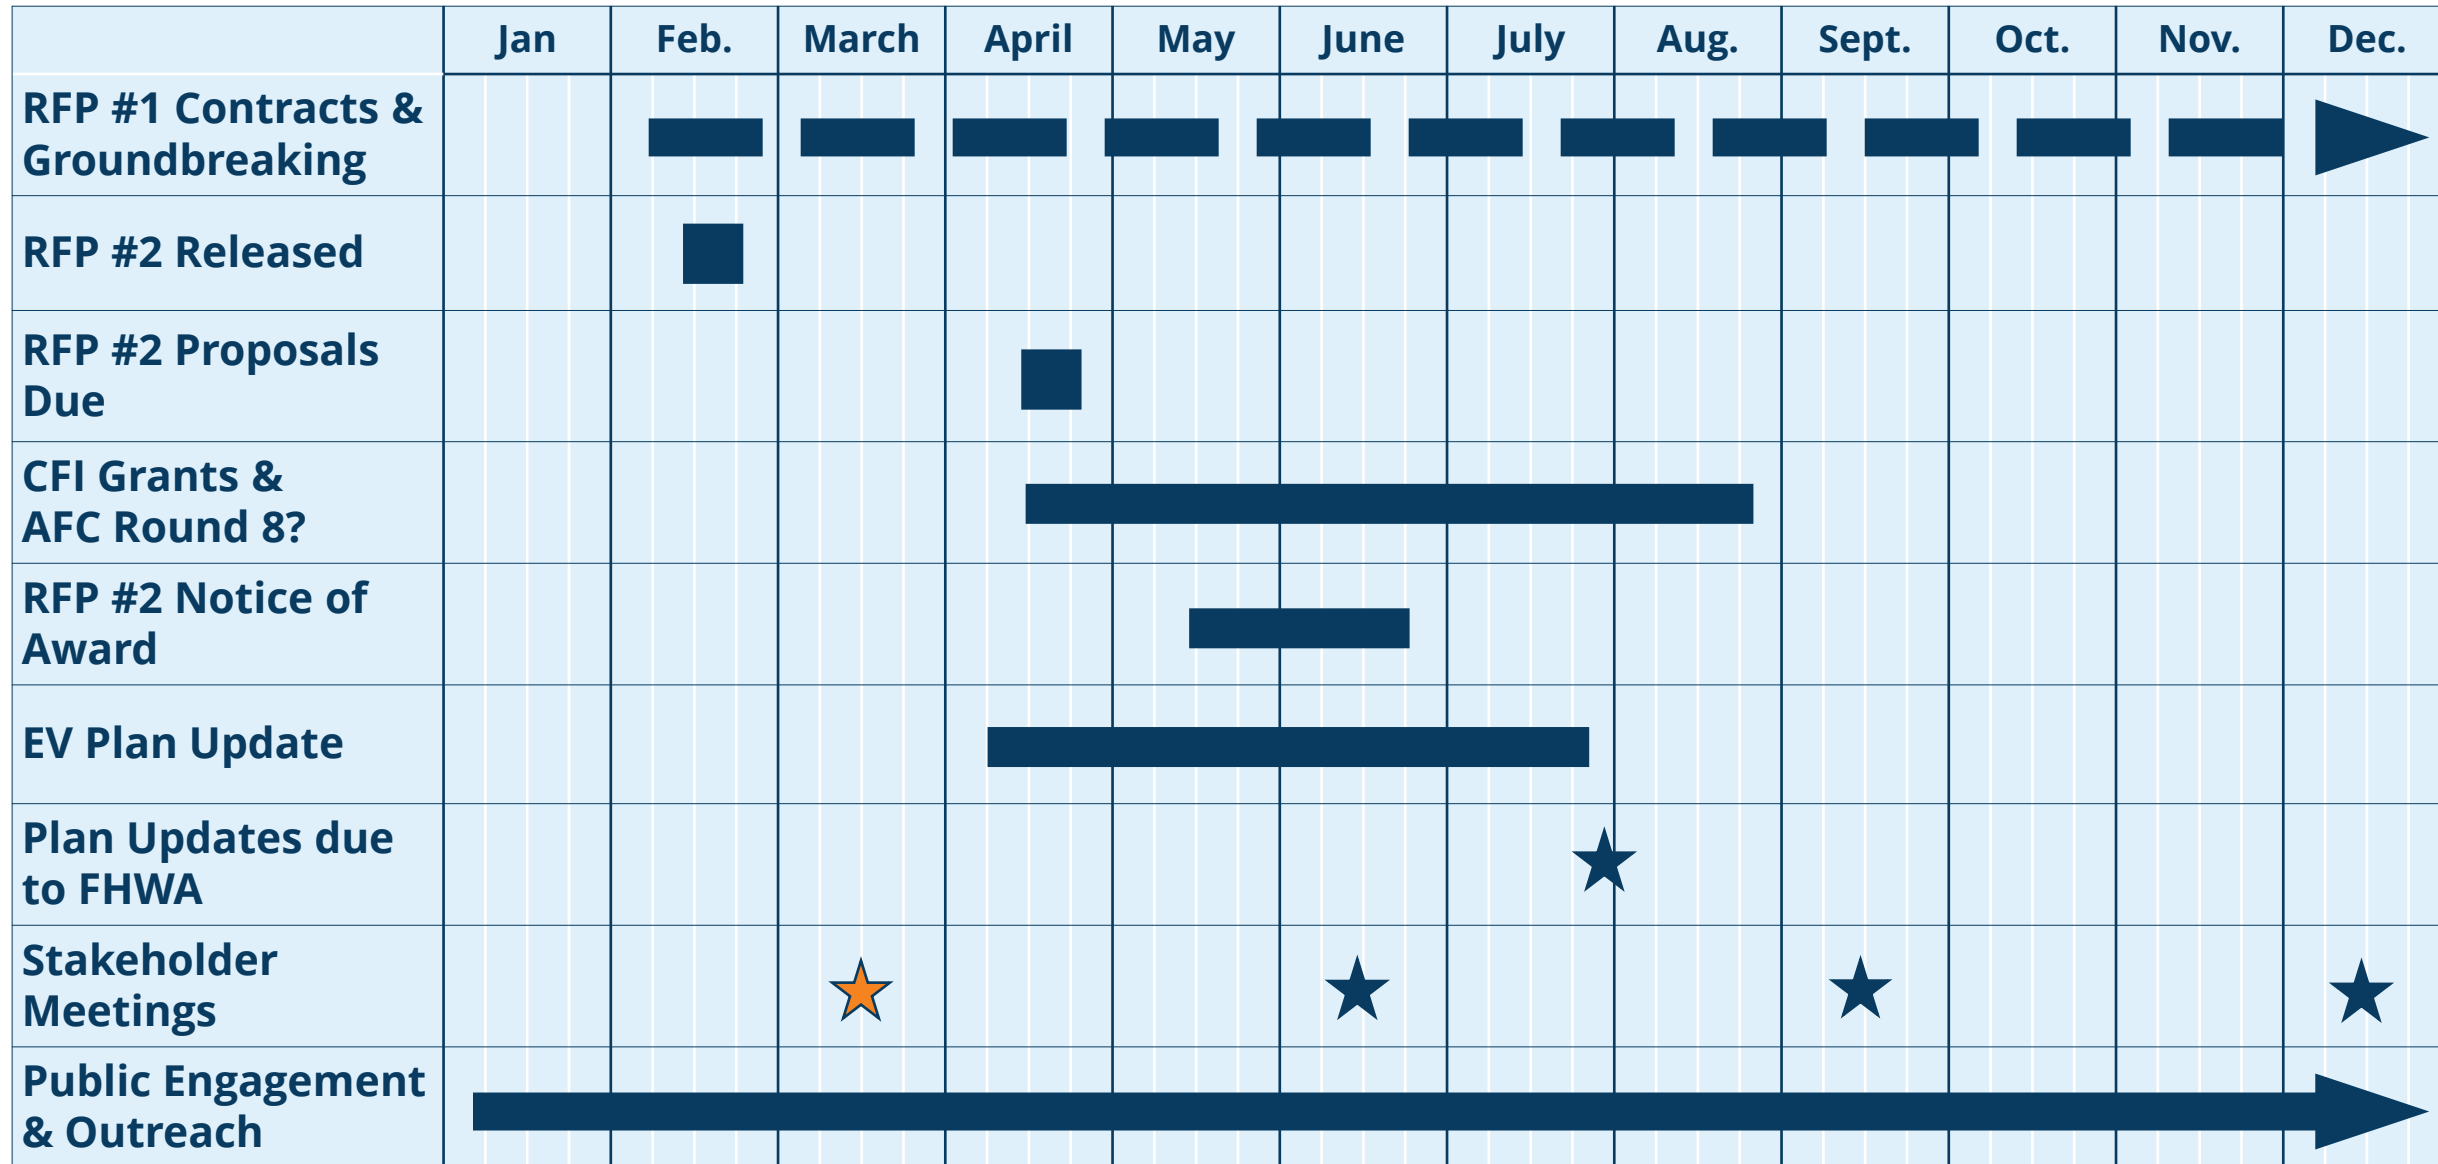 Jan Feb. March April May June July Aug. Sept. Oct. Nov. Dec.
RFP #1 Contracts &
Groundbreaking
RFP #2 Released
RFP #2 Proposals
Due
CFI Grants &
AFC Round 8?
RFP #2 Notice of
Award
EV Plan Update
Plan Updates due
to FHWA
Stakeholder
Meetings
Public Engagement
& Outreach